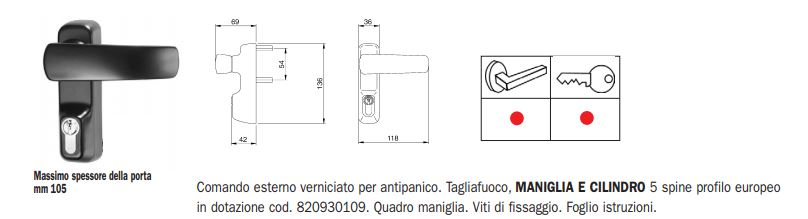 69
36
54
136
42
118
Massimo spessore della porta
mm 105
Comando esterno verniciato per antipanico. Tagliafuoco, MANIGLIA E CILINDRO 5 spine profilo europeo
in dotazione cod. 820930109. Quadro maniglia. Viti di fissaggio. Foglio istruzioni.